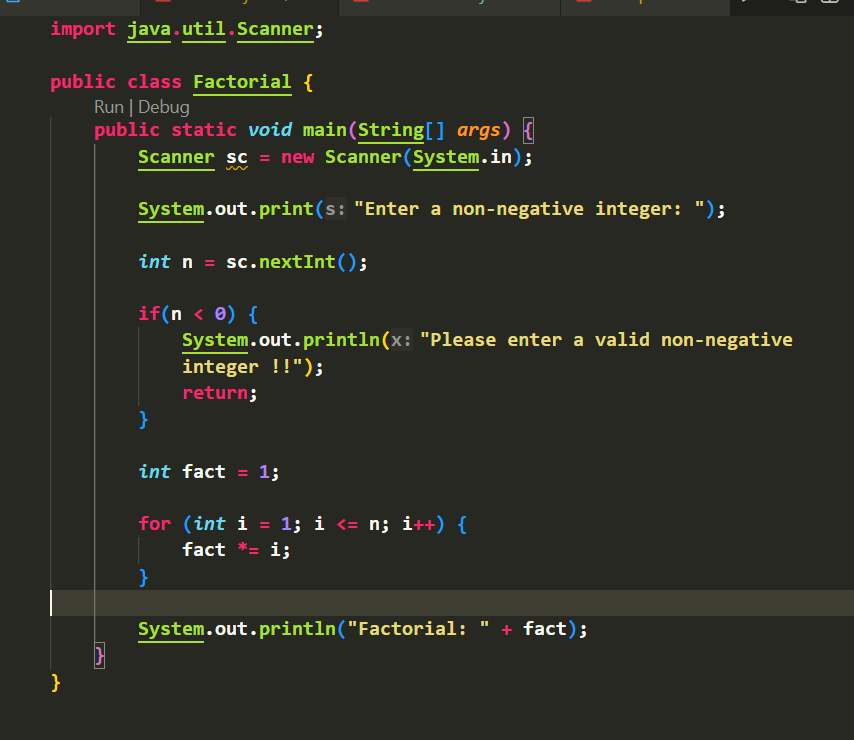 import java.util.Scanner;
public class Factorial {
Run | Debug
public static void main(String[] args) {
Scanner sc = new Scanner(System.in);
System.out.print(s: "Enter a non-negative integer: ");
int n = sc.nextInt();
if(n < 0) {
System.out.println(x: "Please enter a valid non-negative
integer !!");
return;
}
int fact = 1;
for (int i = 1; i <= n; i++) {
fact *= i;
}
System.out.println("Factorial: " + fact);
}
}